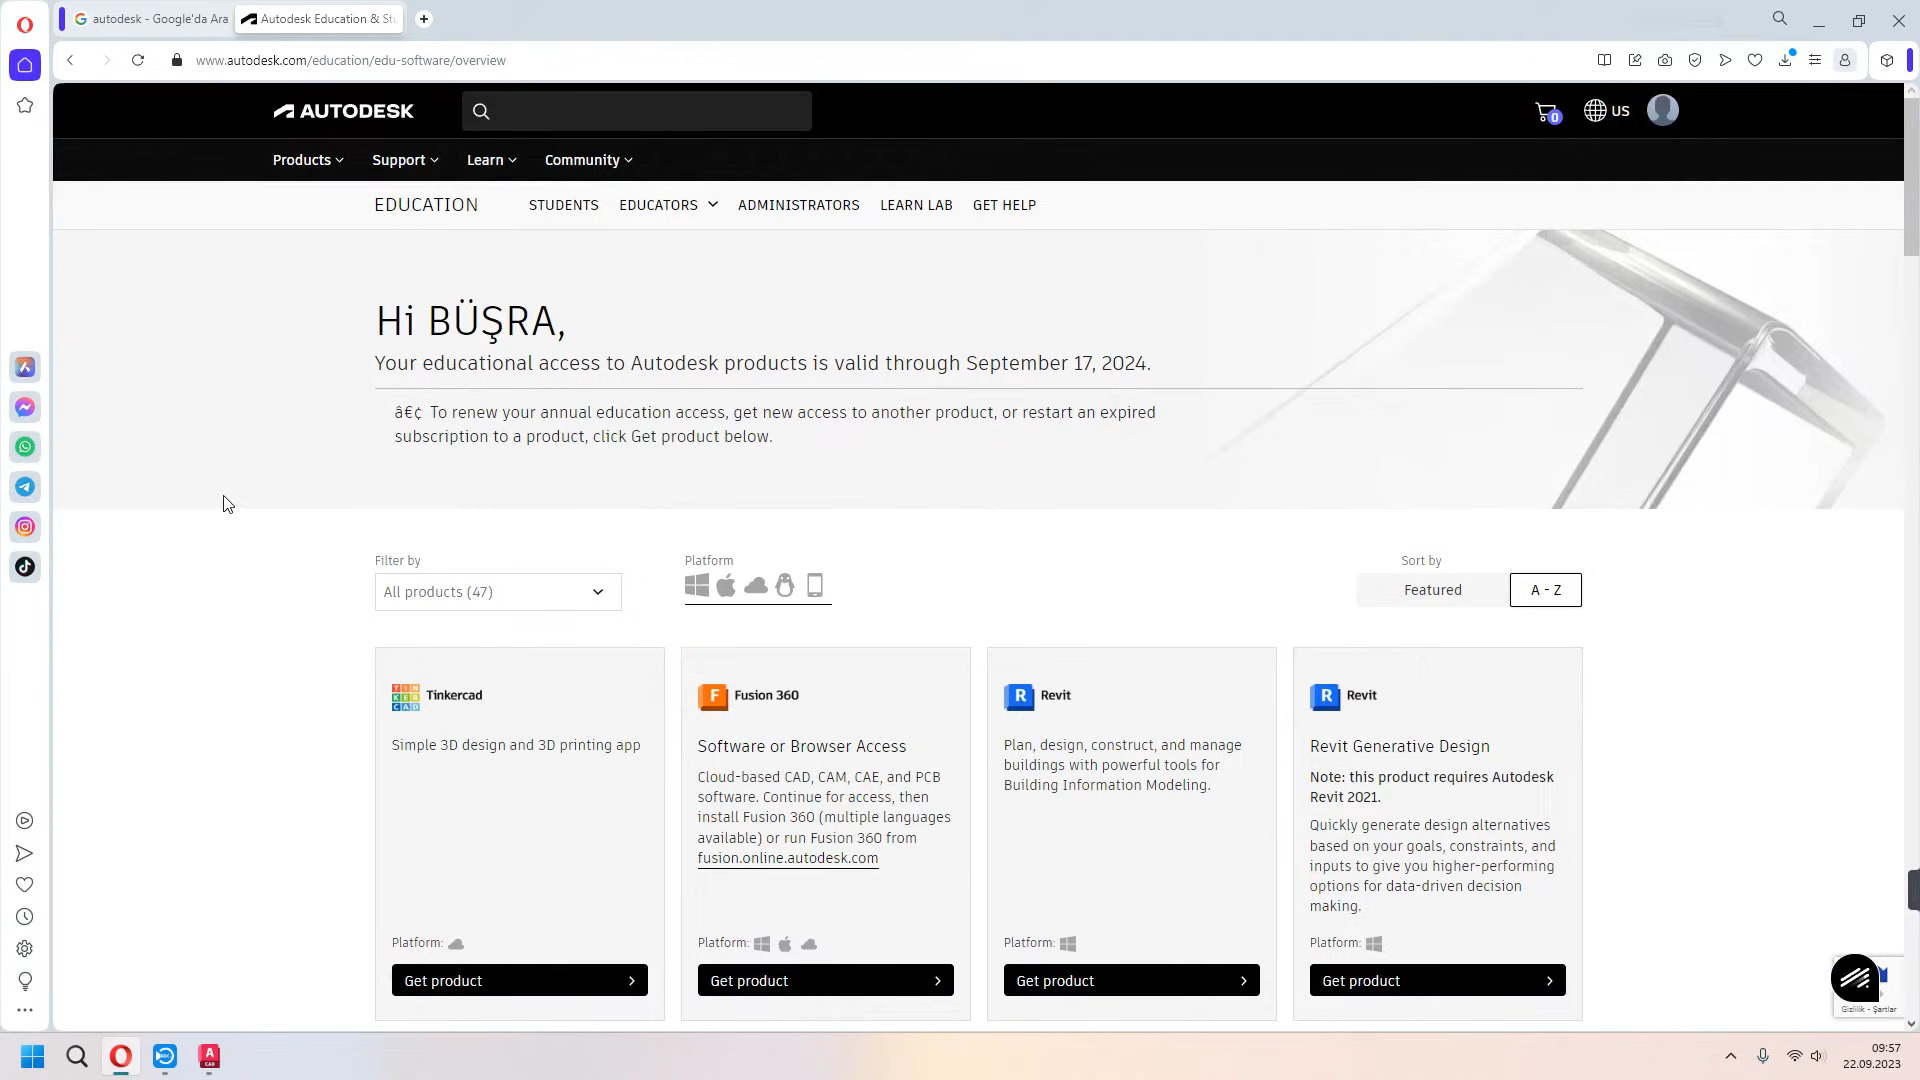 autodesk - Google'da Ara
Autodesk Education & Stu
www.autodesk.com/education/edu-software/overview
AUTODESK
0
US
Products
Support
Learn
Community
EDUCATION
STUDENTS
EDUCATORS
ADMINISTRATORS
LEARN LAB
GET HELP
Hi BÜŞRA,
Your educational access to Autodesk products is valid through September 17, 2024.
â€¢ To renew your annual education access, get new access to another product, or restart an expired
subscription to a product, click Get product below.
Filter by
All products (47)
Platform
Sort by
Featured
A - Z
TINKERCAD
Tinkercad
Simple 3D design and 3D printing app
Platform:
Get product
F
Fusion 360
Software or Browser Access
Cloud-based CAD, CAM, CAE, and PCB
software. Continue for access, then
install Fusion 360 (multiple languages
available) or run Fusion 360 from
fusion.online.autodesk.com
Platform:
Get product
R
Revit
Plan, design, construct, and manage
buildings with powerful tools for
Building Information Modeling.
Platform:
Get product
R
Revit
Revit Generative Design
Note: this product requires Autodesk
Revit 2021.
Quickly generate design alternatives
based on your goals, constraints, and
inputs to give you higher-performing
options for data-driven decision
making.
Platform:
Get product
Gizlilik - Şartlar
A
CAD
09:57
22.09.2023